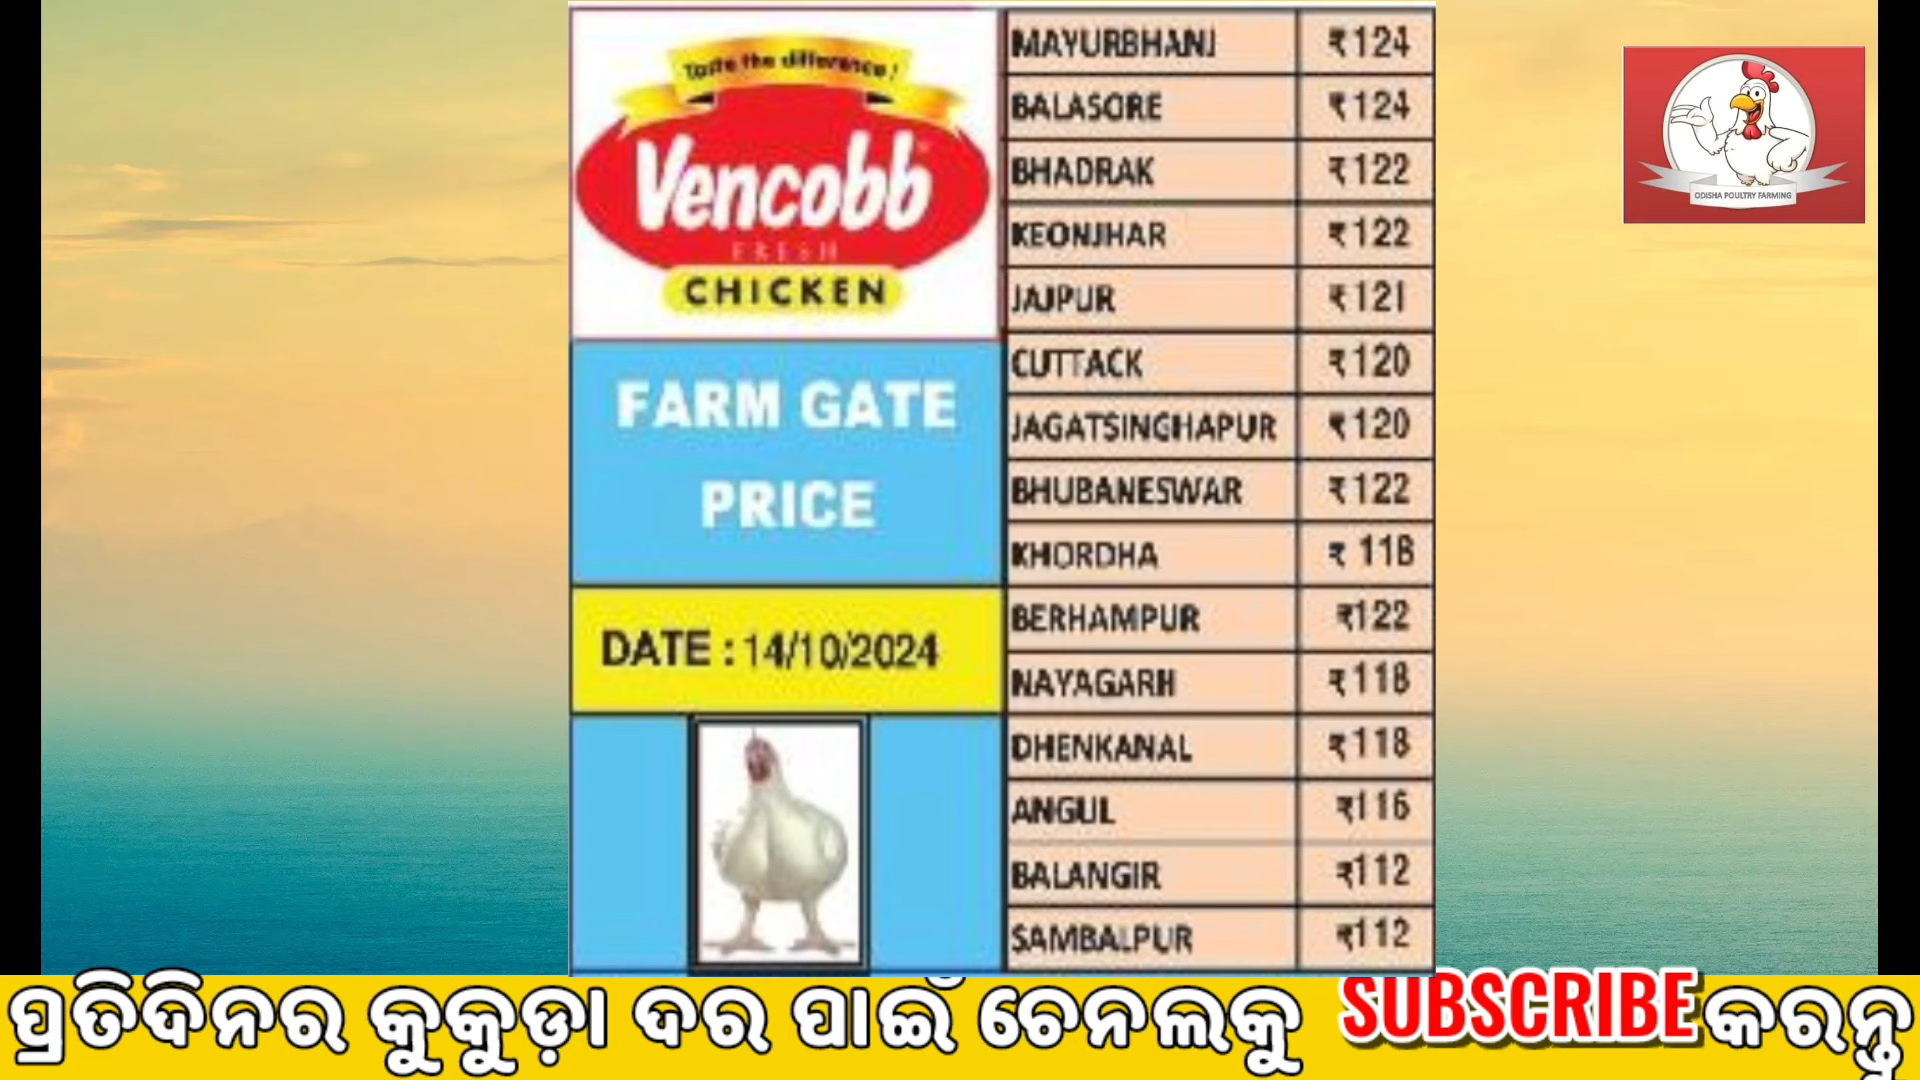 Taste the difference!
Vencobb
FRESH
CHICKEN
FARM GATE
PRICE
DATE : 14/10/2024
MAYURBHANJ ₹124
BALASORE ₹124
BHADRAK ₹122
KEONJHAR ₹122
JAJPUR ₹121
CUTTACK ₹120
JAGATSINGHAPUR ₹120
BHUBANESWAR ₹122
KHORDHA ₹ 118
BERHAMPUR ₹122
NAYAGARH ₹118
DHENKANAL ₹118
ANGUL ₹116
BALANGIR ₹112
SAMBALPUR ₹112
ODISHA POULTRY FARMING
ପ୍ରତିଦିନର କୁକୁଡ଼ା ଦର ପାଇଁ ଚେନଲକୁ SUBSCRIBE କରନ୍ତୁ